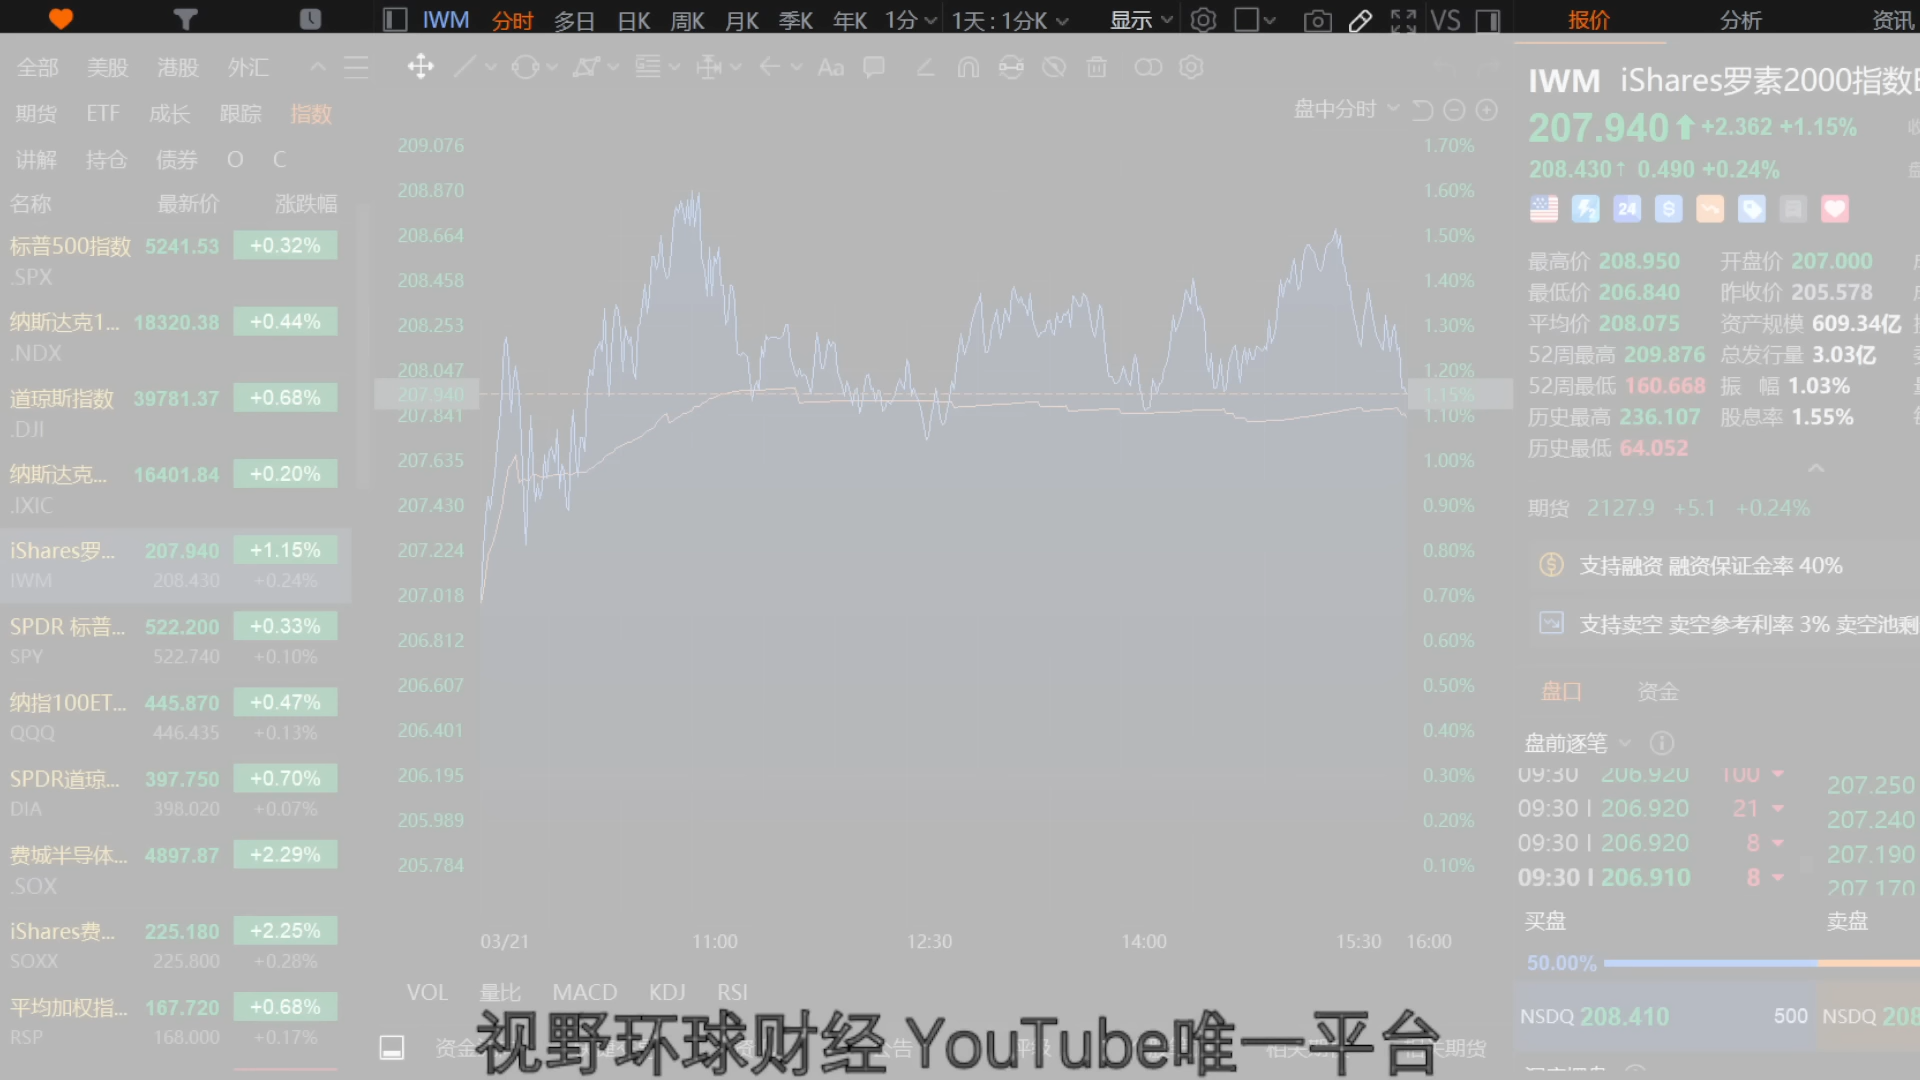 IWM 分时 多日 日K 周K 月K 季K 年K 1分 1天:1分K 显示 VS 报价 分析 资讯
全部 美股 港股 外汇
期货 ETF 成长 跟踪 指数
讲解 持仓 债券 O C
名称 最新价 涨跌幅
标普500指数 5241.53 +0.32%
.SPX
纳斯达克1... 18320.38 +0.44%
.NDX
道琼斯指数 39781.37 +0.68%
.DJI
纳斯达克... 16401.84 +0.20%
.IXIC
iShares罗... 207.940 +1.15%
IWM 208.430 +0.24%
SPDR 标普... 522.200 +0.33%
SPY 522.740 +0.10%
纳指100ET... 445.870 +0.47%
QQQ 446.435 +0.13%
SPDR道琼... 397.750 +0.70%
DIA 398.020 +0.07%
费城半导体... 4897.87 +2.29%
.SOX
iShares费... 225.180 +2.25%
SOXX 225.800 +0.28%
平均加权指... 167.720 +0.68%
RSP 168.000 +0.17%
Aa
盘中分时
209.076 1.70%
208.870 1.60%
208.664 1.50%
208.458 1.40%
208.253 1.30%
208.047 1.20%
207.940 1.15%
207.841 1.10%
207.635 1.00%
207.430 0.90%
207.224 0.80%
207.018 0.70%
206.812 0.60%
206.607 0.50%
206.401 0.40%
206.195 0.30%
205.989 0.20%
205.784 0.10%
03/21 11:00 12:30 14:00 15:30 16:00
VOL 量比 MACD KDJ RSI
视野环球财经 YouTube唯一平台
IWM iShares罗素2000指数
207.940 +2.362 +1.15%
208.430 0.490 +0.24%
24
最高价 208.950 开盘价 207.000
最低价 206.840 昨收价 205.578
平均价 208.075 资产规模 609.34亿
52周最高 209.876 总发行量 3.03亿
52周最低 160.668 振 幅 1.03%
历史最高 236.107 股息率 1.55%
历史最低 64.052
期货 2127.9 +5.1 +0.24%
支持融资 融资保证金率 40%
支持卖空 卖空参考利率 3% 卖空池剩
盘口 资金
盘前逐笔
09:30 206.920 100
09:30 I 206.920 21
09:30 I 206.920 8
09:30 I 206.910 8
207.250
207.240
207.190
207.170
买盘 卖盘
50.00%
NSDQ 208.410 500 NSDQ 208